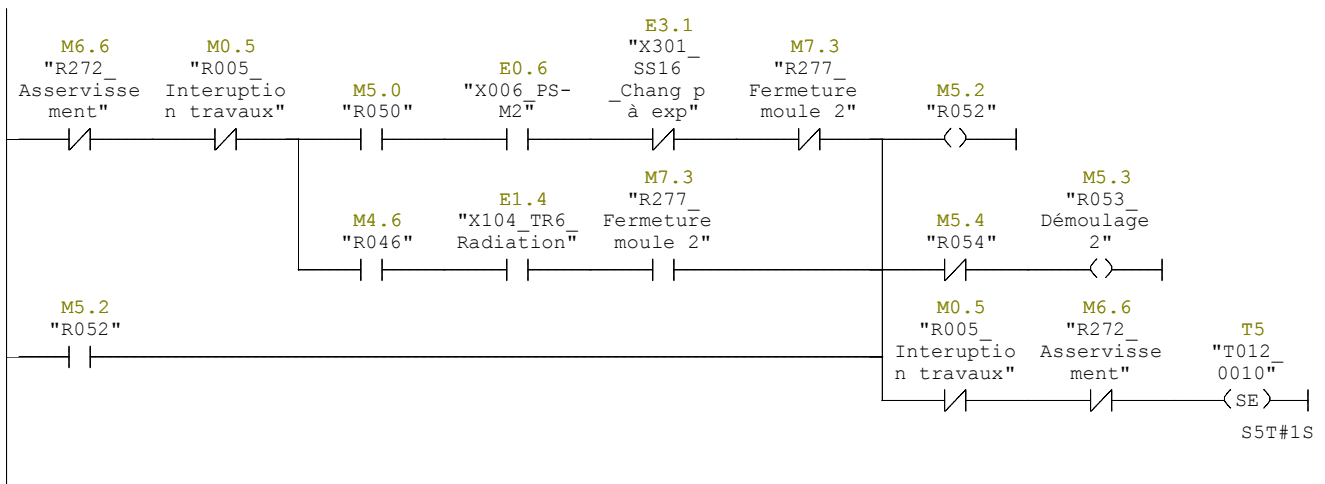 M6.6
"R272_
Asservisse
ment"
M0.5
"R005_
Interuptio
n travaux"
M5.0
"R050"
E0.6
"X006_PS-
M2"
E3.1
"X301_
SS16
_Chang p
à exp"
M7.3
"R277_
Fermeture
moule 2"
M5.2
"R052"
M4.6
"R046"
E1.4
"X104_TR6_
Radiation"
M7.3
"R277_
Fermeture
moule 2"
M5.4
"R054"
M5.3
"R053_
Démoulage
2"
M5.2
"R052"
M0.5
"R005_
Interuptio
n travaux"
M6.6
"R272_
Asservisse
ment"
T5
"T012_
0010"
SE
S5T#1S